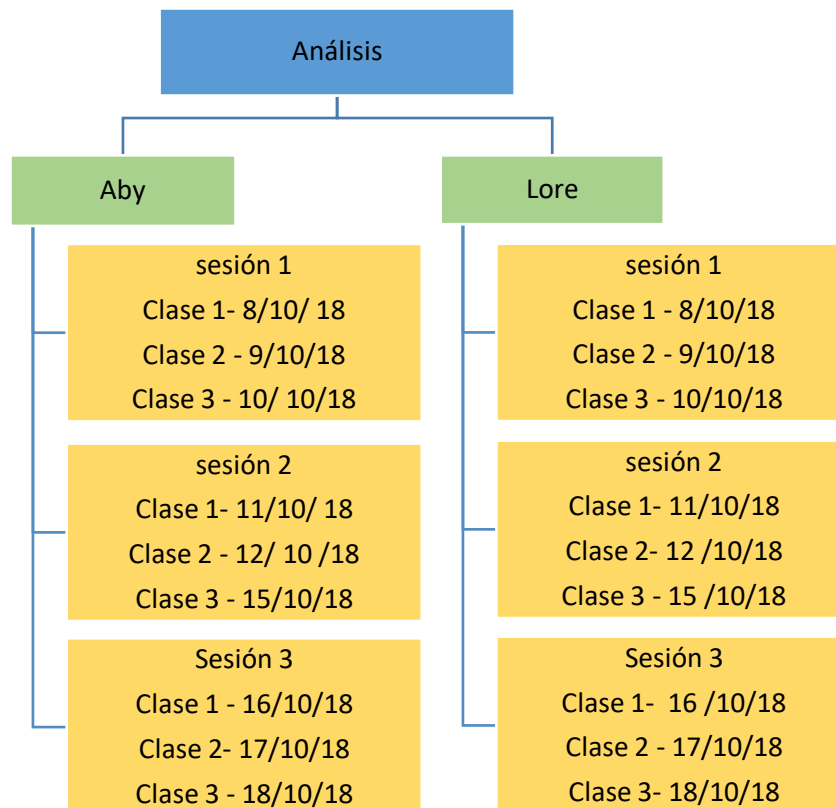 Análisis
Aby
sesión 1
Clase 1- 8/10/ 18
Clase 2 - 9/10/18
Clase 3 - 10/ 10/18
sesión 2
Clase 1- 11/10/ 18
Clase 2 - 12/ 10 /18
Clase 3 - 15/10/18
Sesión 3
Clase 1 - 16/10/18
Clase 2- 17/10/18
Clase 3 - 18/10/18
Lore
sesión 1
Clase 1 - 8/10/18
Clase 2 - 9/10/18
Clase 3 - 10/10/18
sesión 2
Clase 1- 11/10/18
Clase 2- 12 /10/18
Clase 3 - 15 /10/18
Sesión 3
Clase 1-  16 /10/18
Clase 2 - 17/10/18
Clase 3- 18/10/18